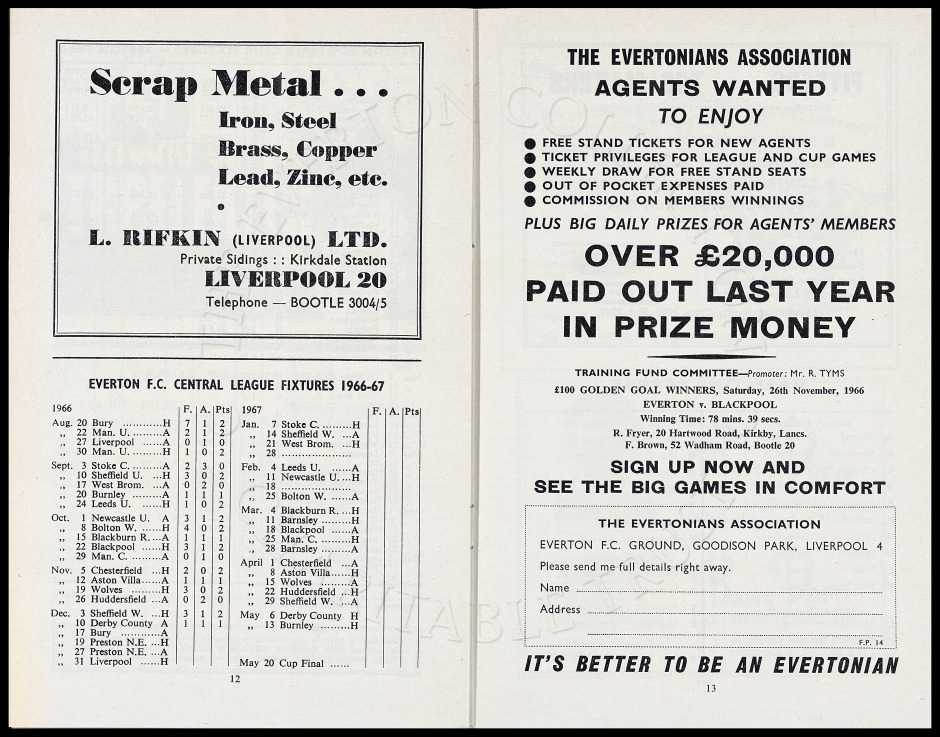 Scrap Metal . . .
Iron, Steel
Brass, Copper
Lead, Zinc, etc.
•
L. RIFKIN (LIVERPOOL) LTD.
Private Sidings : : Kirkdale Station
LIVERPOOL 20
Telephone — BOOTLE 3004/5
EVERTON F.C. CENTRAL LEAGUE FIXTURES 1966-67
1966 F. A. Pts
Aug. 20 Bury ...........H 7 1 2
,, 22 Man. U. .........A 2 1 2
,, 27 Liverpool ......A 0 1 0
,, 30 Man. U. .........H 1 0 2
Sept. 3 Stoke C. .........A 2 3 0
,, 10 Sheffield U. ...H 3 0 2
,, 17 West Brom. ...A 0 2 0
,, 20 Burnley .........A 1 1 1
,, 24 Leeds U. ......H 1 0 2
Oct. 1 Newcastle U. A 3 1 2
,, 8 Bolton W. ......H 4 0 2
,, 15 Blackburn R. ...A 1 1 1
,, 22 Blackpool ......H 3 1 2
,, 29 Man. C. .........A 0 1 0
Nov. 5 Chesterfield ...H 2 0 2
,, 12 Aston Villa......A 1 1 1
,, 19 Wolves .........H 3 0 2
,, 26 Huddersfield ...A 0 2 0
Dec. 3 Sheffield W. ...H 3 1 2
,, 10 Derby County A 1 1 1
,, 17 Bury ............A
,, 19 Preston N.E. ...H
,, 27 Preston N.E. ...A
,, 31 Liverpool ......H
1967 F. A. Pts
Jan. 7 Stoke C. .........H
,, 14 Sheffield W. ...A
,, 21 West Brom. ...H
,, 28 .....................
Feb. 4 Leeds U. ......A
,, 11 Newcastle U. ...H
,, 18 .....................
,, 25 Bolton W. ......A
Mar. 4 Blackburn R. ...H
,, 11 Barnsley .........H
,, 18 Blackpool ......A
,, 25 Man. C. .........H
,, 28 Barnsley .........A
April 1 Chesterfield ...A
,, 8 Aston Villa......H
,, 15 Wolves .........A
,, 22 Huddersfield ...H
,, 29 Sheffield W. ...A
May 6 Derby County H
,, 13 Burnley .........H
May 20 Cup Final ......
12
THE EVERTONIANS ASSOCIATION
AGENTS WANTED
TO ENJOY
● FREE STAND TICKETS FOR NEW AGENTS
● TICKET PRIVILEGES FOR LEAGUE AND CUP GAMES
● WEEKLY DRAW FOR FREE STAND SEATS
● OUT OF POCKET EXPENSES PAID
● COMMISSION ON MEMBERS WINNINGS
PLUS BIG DAILY PRIZES FOR AGENTS' MEMBERS
OVER £20,000
PAID OUT LAST YEAR
IN PRIZE MONEY
TRAINING FUND COMMITTEE—Promoter: Mr. R. TYMS
£100 GOLDEN GOAL WINNERS, Saturday, 26th November, 1966
EVERTON v. BLACKPOOL
Winning Time: 78 mins. 39 secs.
R. Fryer, 20 Hartwood Road, Kirkby, Lancs.
F. Brown, 52 Wadham Road, Bootle 20
SIGN UP NOW AND
SEE THE BIG GAMES IN COMFORT
THE EVERTONIANS ASSOCIATION
EVERTON F.C. GROUND, GOODISON PARK, LIVERPOOL 4
Please send me full details right away.
Name
Address
F.P. 14
IT'S BETTER TO BE AN EVERTONIAN
13